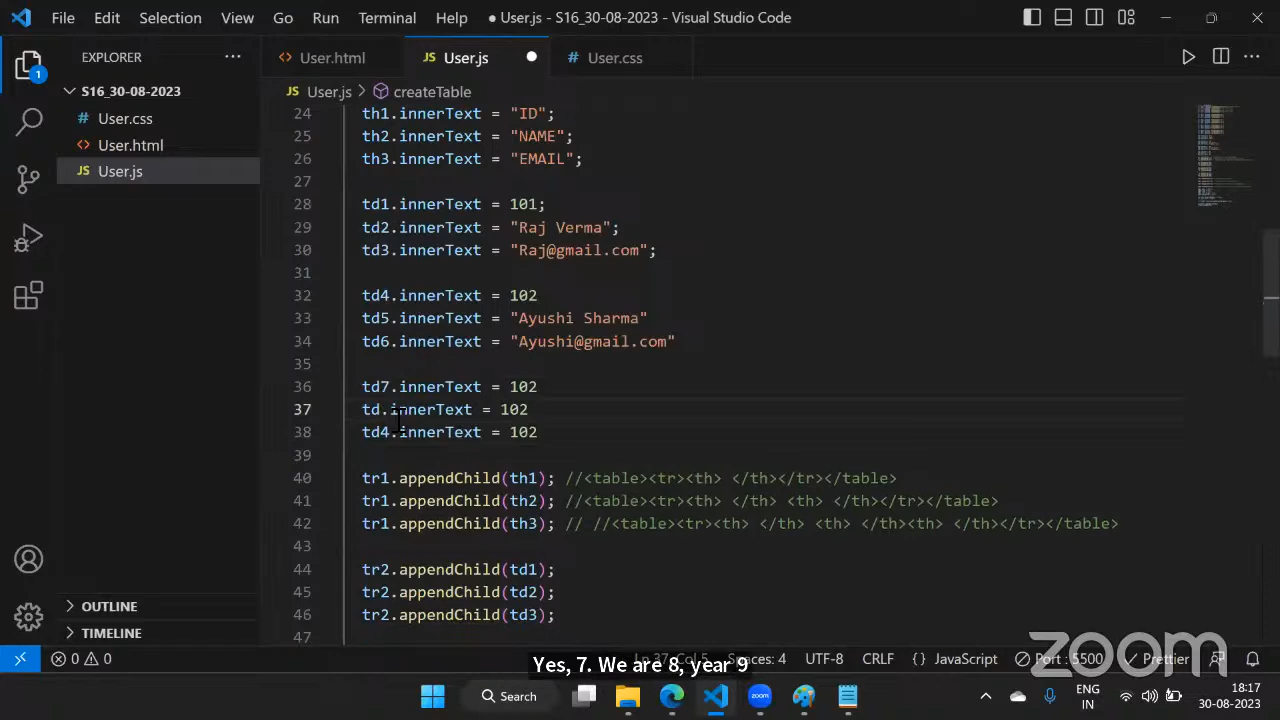 File Edit Selection View Go Run Terminal Help
● User.js - S16_30-08-2023 - Visual Studio Code
EXPLORER
S16_30-08-2023
User.css
User.html
JS User.js
OUTLINE
TIMELINE
1
<> User.html
JS User.js
# User.css
JS User.js > createTable
24 th1.innerText = "ID";
25 th2.innerText = "NAME";
26 th3.innerText = "EMAIL";
27
28 td1.innerText = 101;
29 td2.innerText = "Raj Verma";
30 td3.innerText = "Raj@gmail.com";
31
32 td4.innerText = 102
33 td5.innerText = "Ayushi Sharma"
34 td6.innerText = "Ayushi@gmail.com"
35
36 td7.innerText = 102
37 td.innerText = 102
38 td4.innerText = 102
39
40 tr1.appendChild(th1); //<table><tr><th> </th></tr></table>
41 tr1.appendChild(th2); //<table><tr><th> </th> <th> </th></tr></table>
42 tr1.appendChild(th3); // //<table><tr><th> </th> <th> </th><th> </th></tr></table>
43
44 tr2.appendChild(td1);
45 tr2.appendChild(td2);
46 tr2.appendChild(td3);
47
zoom
0 0 Ln 37, Col 5 Spaces: 4 UTF-8 CRLF {} JavaScript Port : 5500 Prettier
Yes, 7. We are 8, year 9
Search
zoom
ENG
IN
18:17
30-08-2023